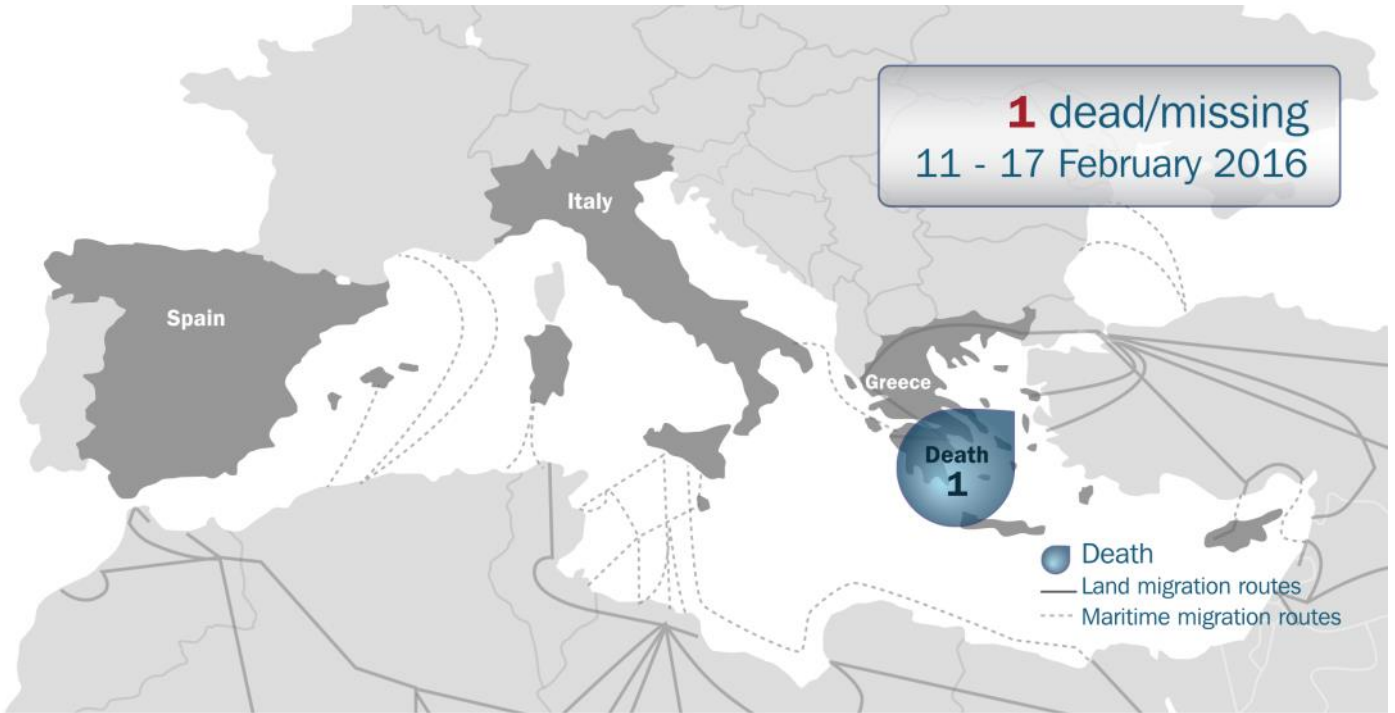 1 dead/missing
11 - 17 February 2016
Italy
Spain
Greece
Death
1
Death
Land migration routes
Maritime migration routes